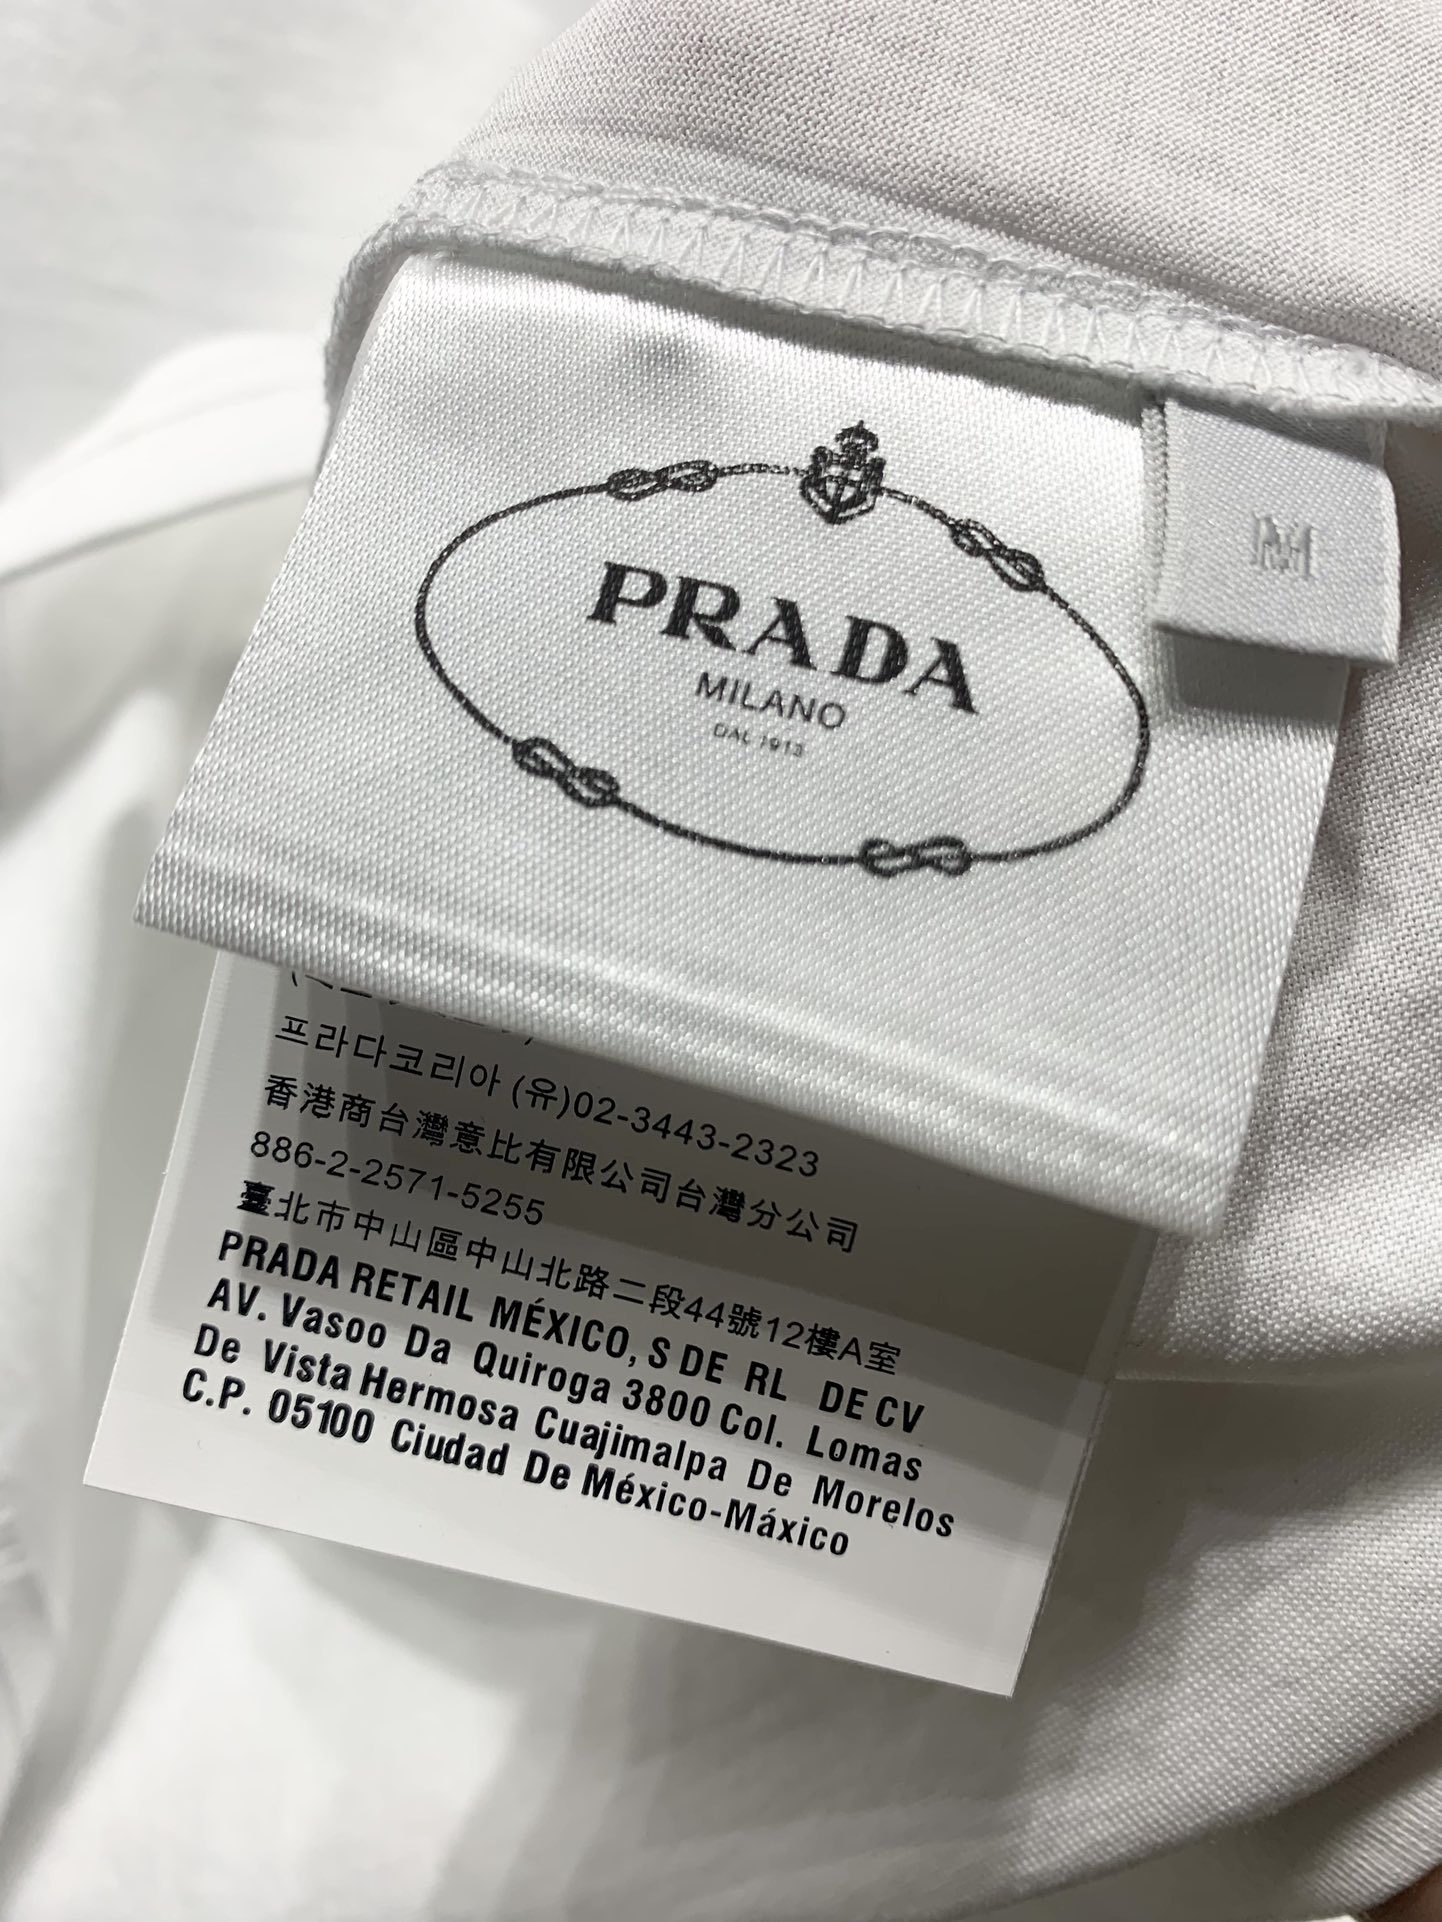 PRADA
MILANO
DAL 1913
M
프라다코리아 (유)02-3443-2323
香港商台灣意比有限公司台灣分公司
886-2-2571-5255
臺北市中山區中山北路二段44號12樓A室
PRADA RETAIL MÉXICO, S DE RL DE CV
AV. Vasoo Da Quiroga 3800 Col. Lomas
De Vista Hermosa Cuajimalpa De Morelos
C.P. 05100 Ciudad De México-Máxico